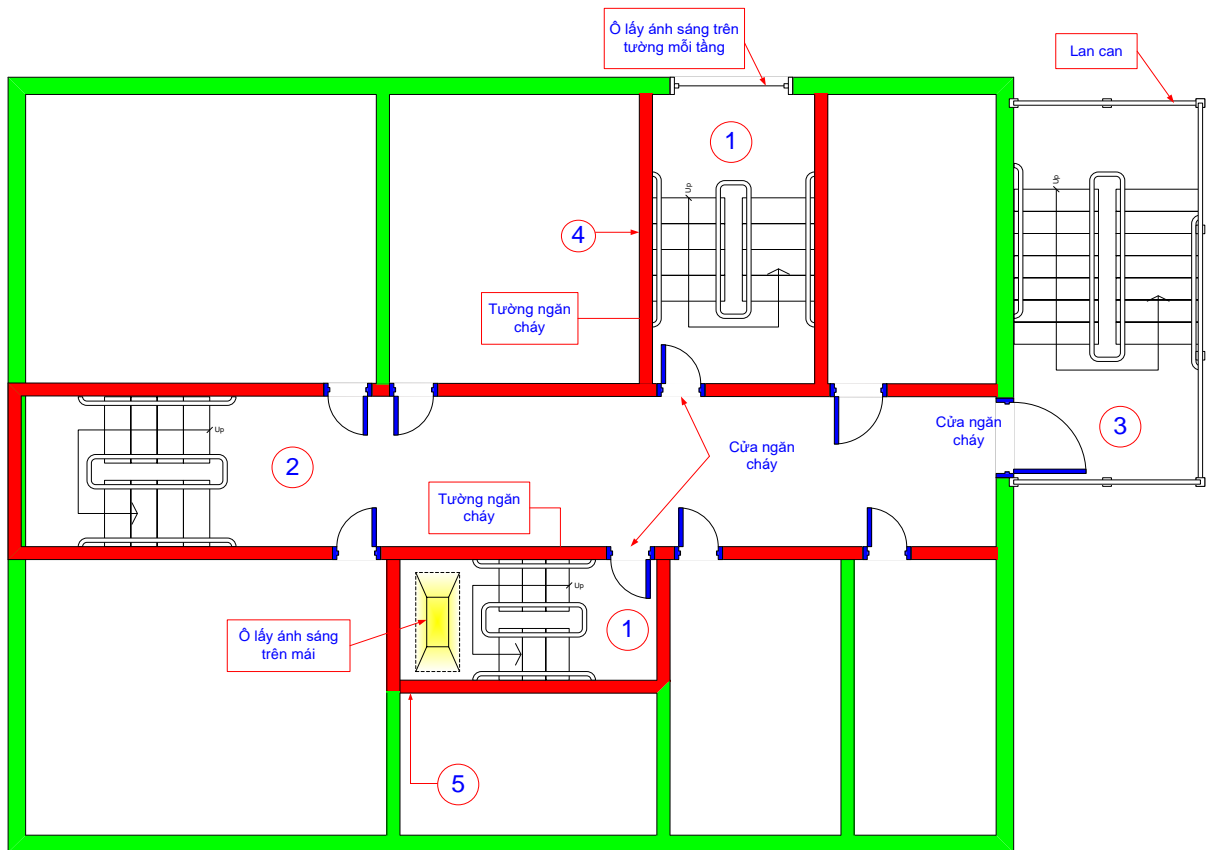 Ô lấy ánh sáng trên
tường mỗi tầng
Lan can
1
Up
Up
4
Tường ngăn
cháy
Up
2
Cửa ngăn
cháy
Cửa ngăn
cháy
3
Tường ngăn
cháy
Up
1
Ô lấy ánh sáng
trên mái
5